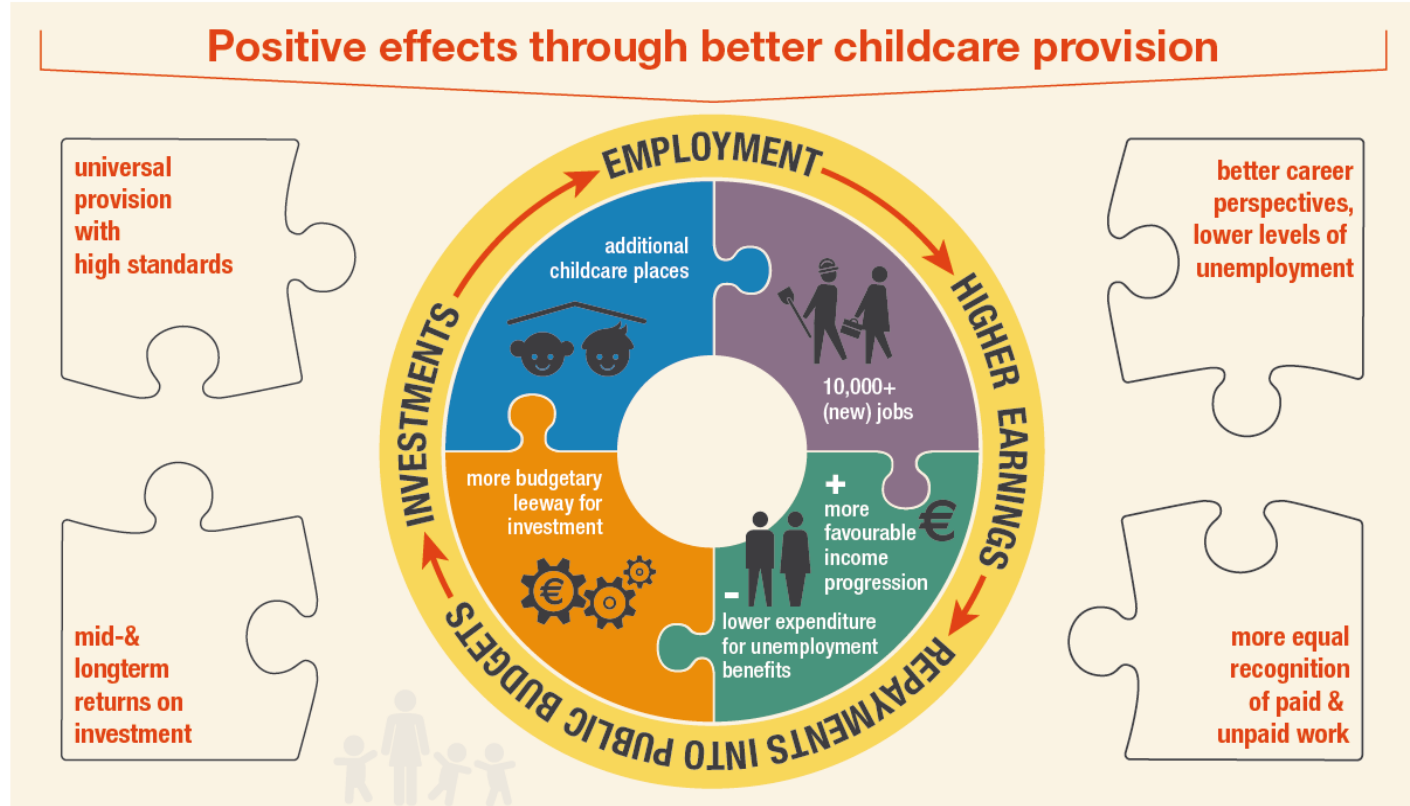 Positive effects through better childcare provision
universal
provision
with
high standards
better career
perspectives,
lower levels of
unemployment
EMPLOYMENT
HIGHER EARNINGS
REPAYMENTS INTO PUBLIC BUDGETS
INVESTMENTS
additional
childcare places
10,000+
(new) jobs
more budgetary
leeway for
investment
€
+
more
favourable
income
progression
€
-
lower expenditure
for unemployment
benefits
mid-&
longterm
returns on
investment
more equal
recognition
of paid &
unpaid work